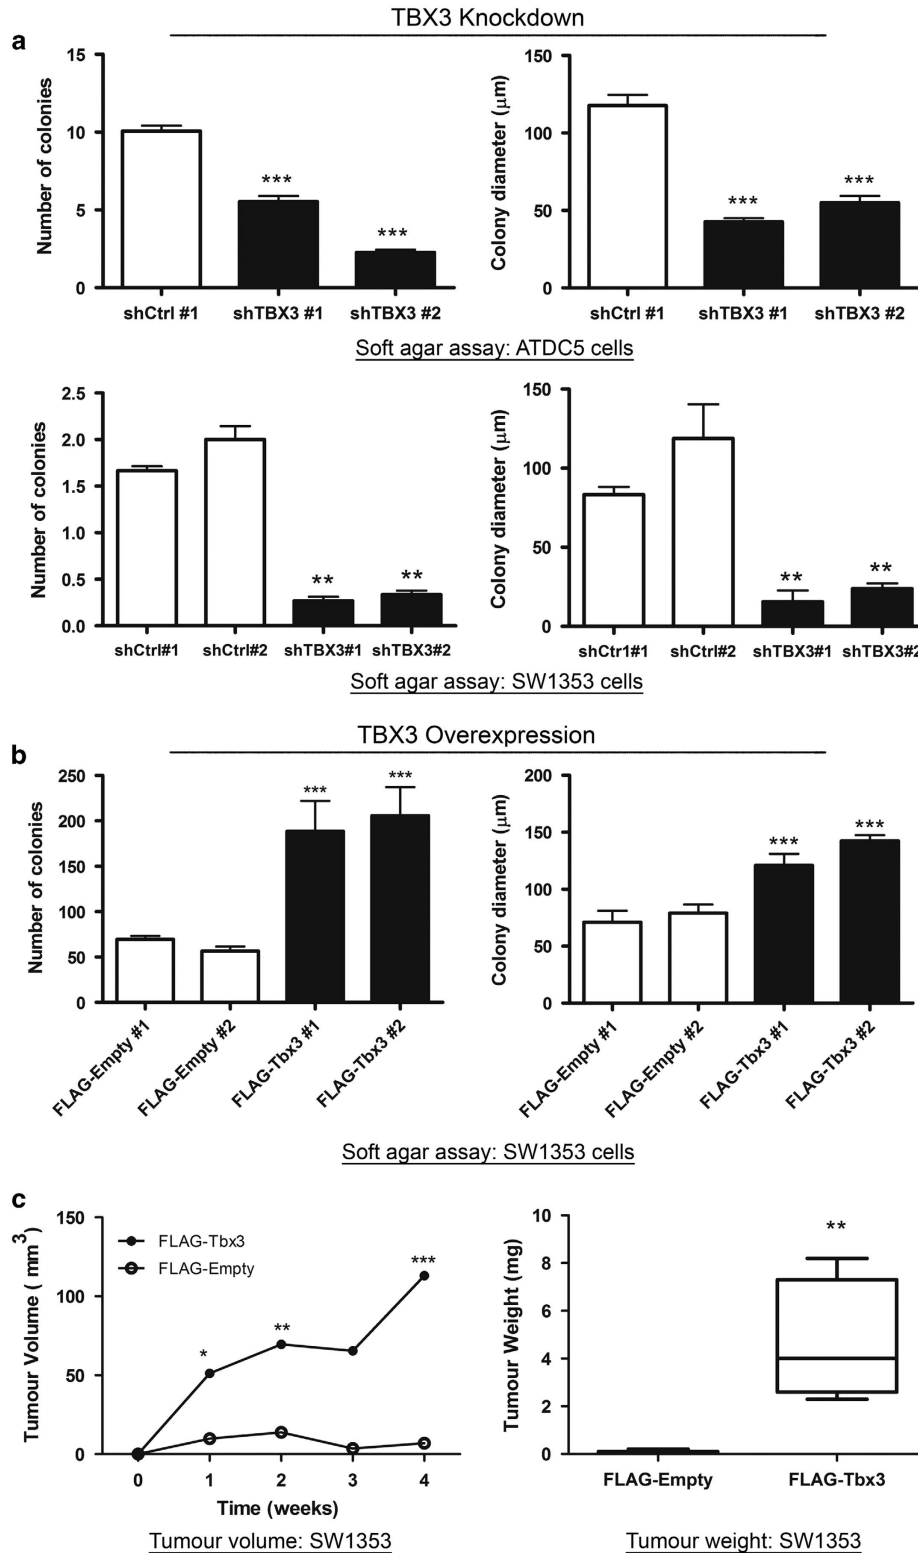 TBX3 Knockdown
a
15
10
5
0
Number of colonies
***
***
shCtrl #1 shTBX3 #1 shTBX3 #2
150
100
50
0
Colony diameter (μm)
***
***
shCtrl #1 shTBX3 #1 shTBX3 #2
Soft agar assay: ATDC5 cells
2.5
2.0
1.5
1.0
0.5
0.0
Number of colonies
**
**
shCtrl#1 shCtrl#2 shTBX3#1 shTBX3#2
150
100
50
0
Colony diameter (μm)
**
**
shCtr1#1 shCtrl#2 shTBX3#1 shTBX3#2
Soft agar assay: SW1353 cells
TBX3 Overexpression
b
250
200
150
100
50
0
Number of colonies
***
***
FLAG-Empty #1
FLAG-Empty #2
FLAG-Tbx3 #1
FLAG-Tbx3 #2
200
150
100
50
0
Colony diameter (μm)
***
***
FLAG-Empty #1
FLAG-Empty #2
FLAG-Tbx3 #1
FLAG-Tbx3 #2
Soft agar assay: SW1353 cells
c
150
100
50
0
Tumour Volume ( mm3)
FLAG-Tbx3
FLAG-Empty
*
**
***
0 1 2 3 4
Time (weeks)
Tumour volume: SW1353
10
8
6
4
2
0
Tumour Weight (mg)
**
FLAG-Empty FLAG-Tbx3
Tumour weight: SW1353